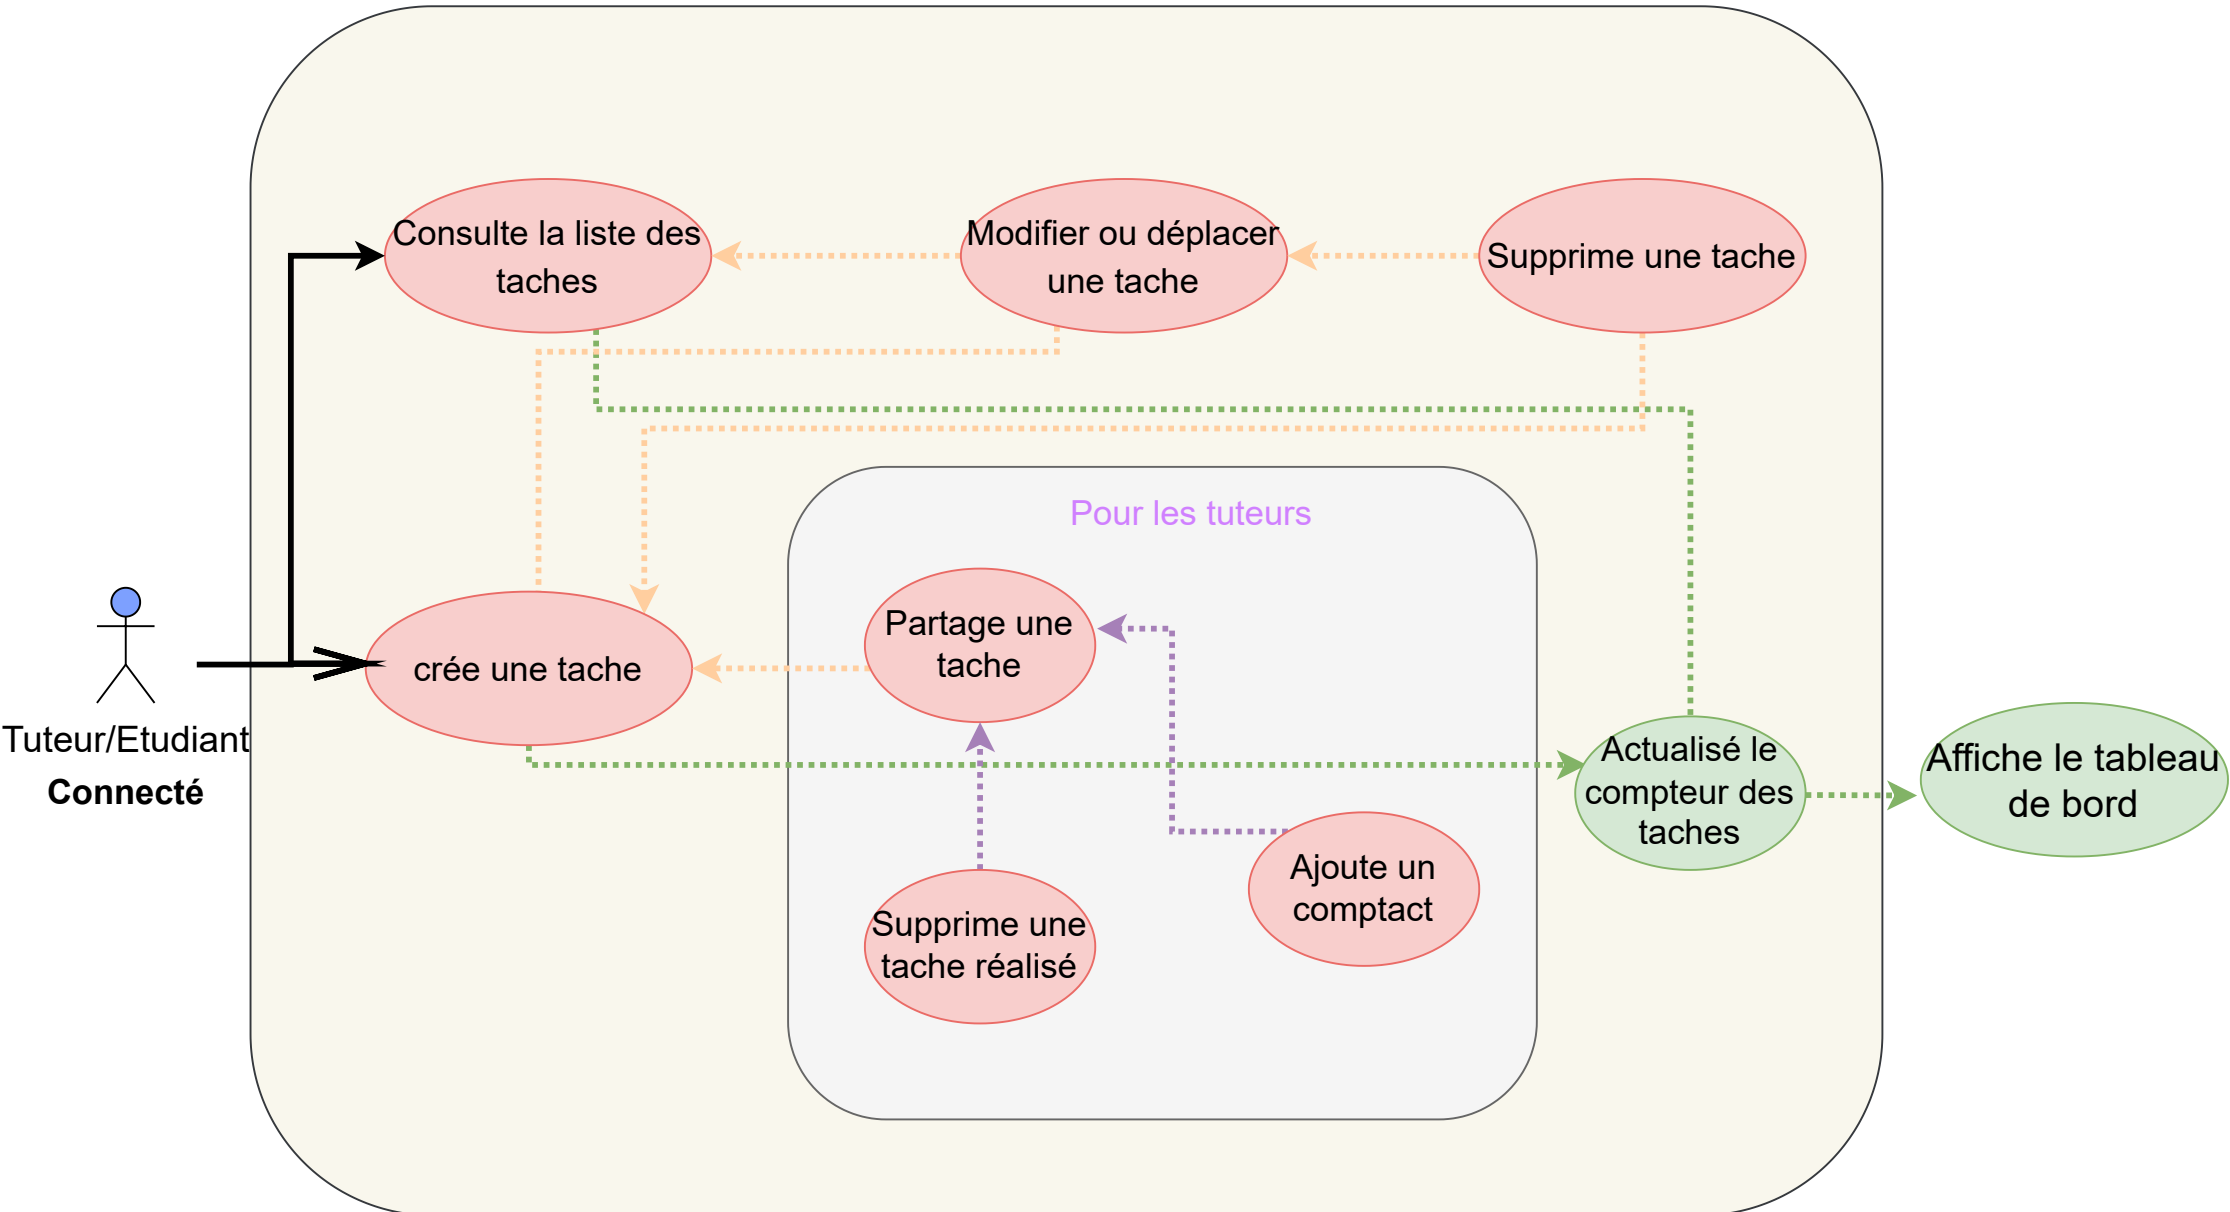 Consulte la liste des
taches
Modifier ou déplacer
une tache
Supprime une tache
Pour les tuteurs
Partage une
tache
crée une tache
Tuteur/Etudiant
Connecté
Actualisé le
compteur des
taches
Affiche le tableau
de bord
Ajoute un
comptact
Supprime une
tache réalisé